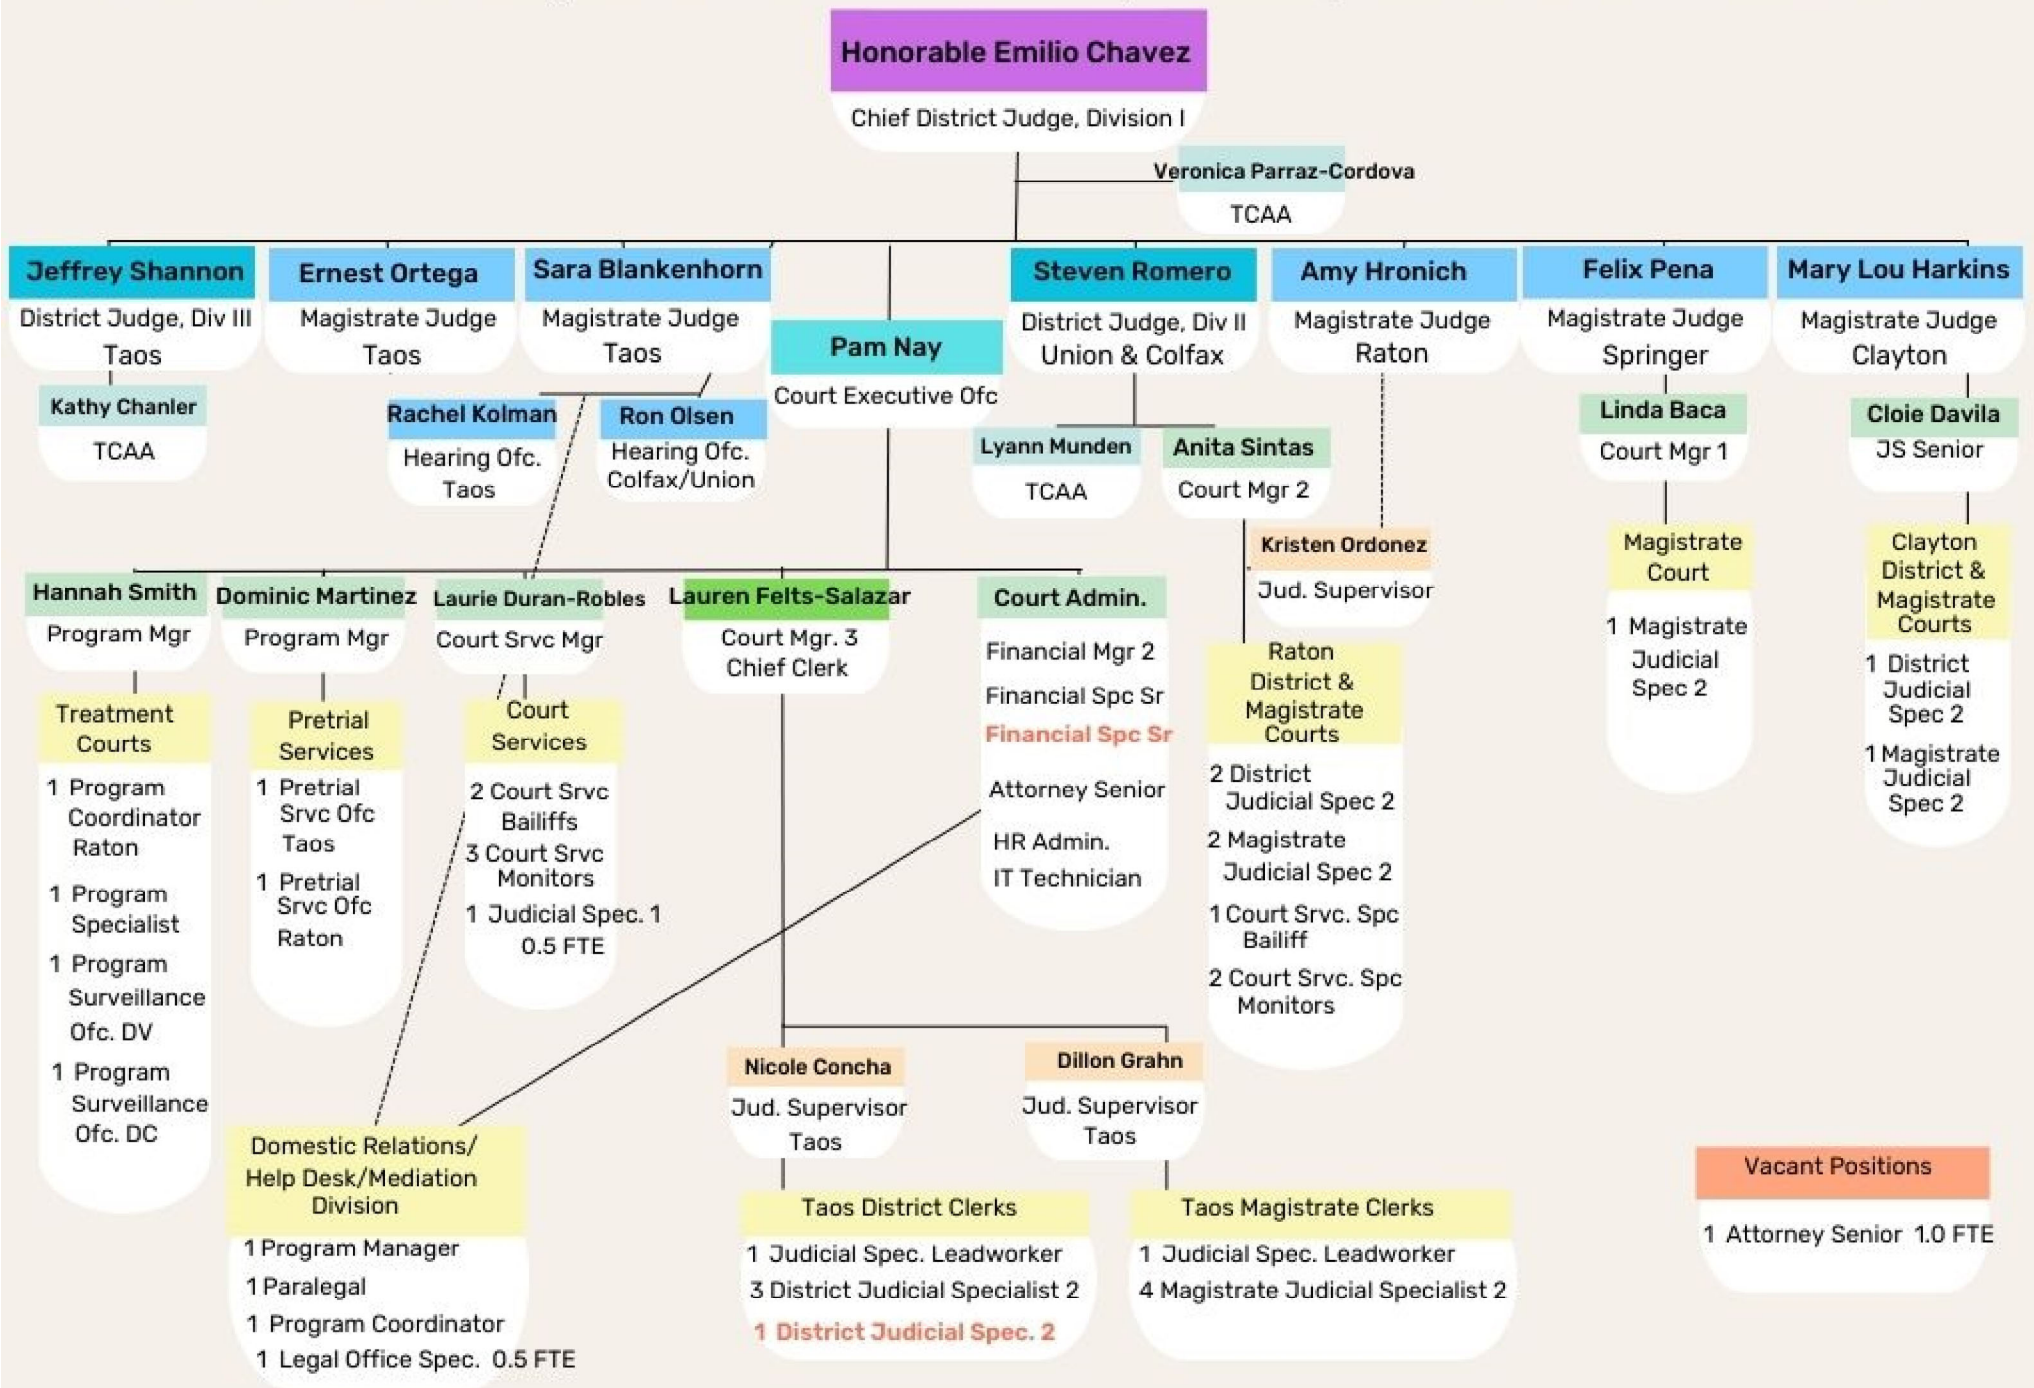 Honorable Emilio Chavez
Chief District Judge, Division I
Veronica Parraz-Cordova
TCAA
Jeffrey Shannon
District Judge, Div III
Taos
Kathy Chanler
TCAA
Ernest Ortega
Magistrate Judge
Taos
Sara Blankenhorn
Magistrate Judge
Taos
Rachel Kolman
Hearing Ofc.
Taos
Ron Olsen
Hearing Ofc.
Colfax/Union
Pam Nay
Court Executive Ofc
Steven Romero
District Judge, Div II
Union & Colfax
Lyann Munden
TCAA
Anita Sintas
Court Mgr 2
Amy Hronich
Magistrate Judge
Raton
Kristen Ordonez
Jud. Supervisor
Felix Pena
Magistrate Judge
Springer
Linda Baca
Court Mgr 1
Magistrate
Court
1 Magistrate
Judicial
Spec 2
Mary Lou Harkins
Magistrate Judge
Clayton
Cloie Davila
JS Senior
Clayton
District &
Magistrate
Courts
1 District
Judicial
Spec 2
1 Magistrate
Judicial
Spec 2
Hannah Smith
Program Mgr
Treatment
Courts
1 Program
Coordinator
Raton
1 Program
Specialist
1 Program
Surveillance
Ofc. DV
1 Program
Surveillance
Ofc. DC
Dominic Martinez
Program Mgr
Pretrial
Services
1 Pretrial
Srvc Ofc
Taos
1 Pretrial
Srvc Ofc
Raton
Laurie Duran-Robles
Court Srvc Mgr
Court
Services
2 Court Srvc
Bailiffs
3 Court Srvc
Monitors
1 Judicial Spec. 1
0.5 FTE
Lauren Felts-Salazar
Court Mgr. 3
Chief Clerk
Court Admin.
Financial Mgr 2
Financial Spc Sr
Financial Spc Sr
Attorney Senior
HR Admin.
IT Technician
Raton
District &
Magistrate
Courts
2 District
Judicial Spec 2
2 Magistrate
Judicial Spec 2
1 Court Srvc. Spc
Bailiff
2 Court Srvc. Spc
Monitors
Domestic Relations/
Help Desk/Mediation
Division
1 Program Manager
1 Paralegal
1 Program Coordinator
1 Legal Office Spec. 0.5 FTE
Nicole Concha
Jud. Supervisor
Taos
Taos District Clerks
1 Judicial Spec. Leadworker
3 District Judicial Specialist 2
1 District Judicial Spec. 2
Dillon Grahn
Jud. Supervisor
Taos
Taos Magistrate Clerks
1 Judicial Spec. Leadworker
4 Magistrate Judicial Specialist 2
Vacant Positions
1 Attorney Senior 1.0 FTE